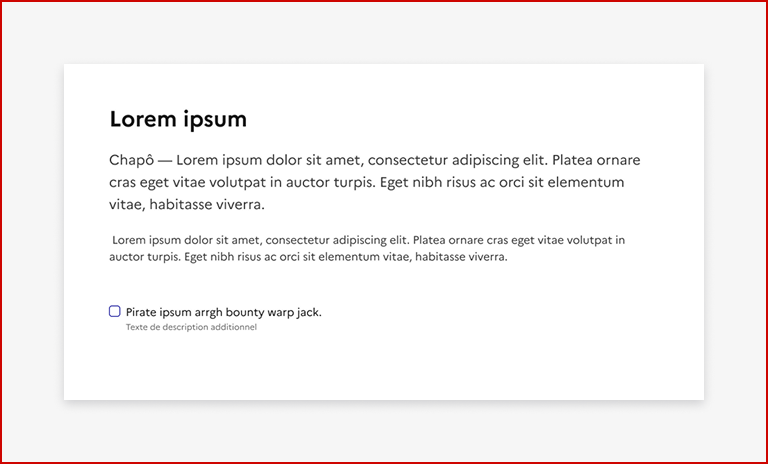 Lorem ipsum
Chapô — Lorem ipsum dolor sit amet, consectetur adipiscing elit. Platea ornare
cras eget vitae volutpat in auctor turpis. Eget nibh risus ac orci sit elementum
vitae, habitasse viverra.
Lorem ipsum dolor sit amet, consectetur adipiscing elit. Platea ornare cras eget vitae volutpat in
auctor turpis. Eget nibh risus ac orci sit elementum vitae, habitasse viverra.
Pirate ipsum arrgh bounty warp jack.
Texte de description additionnel